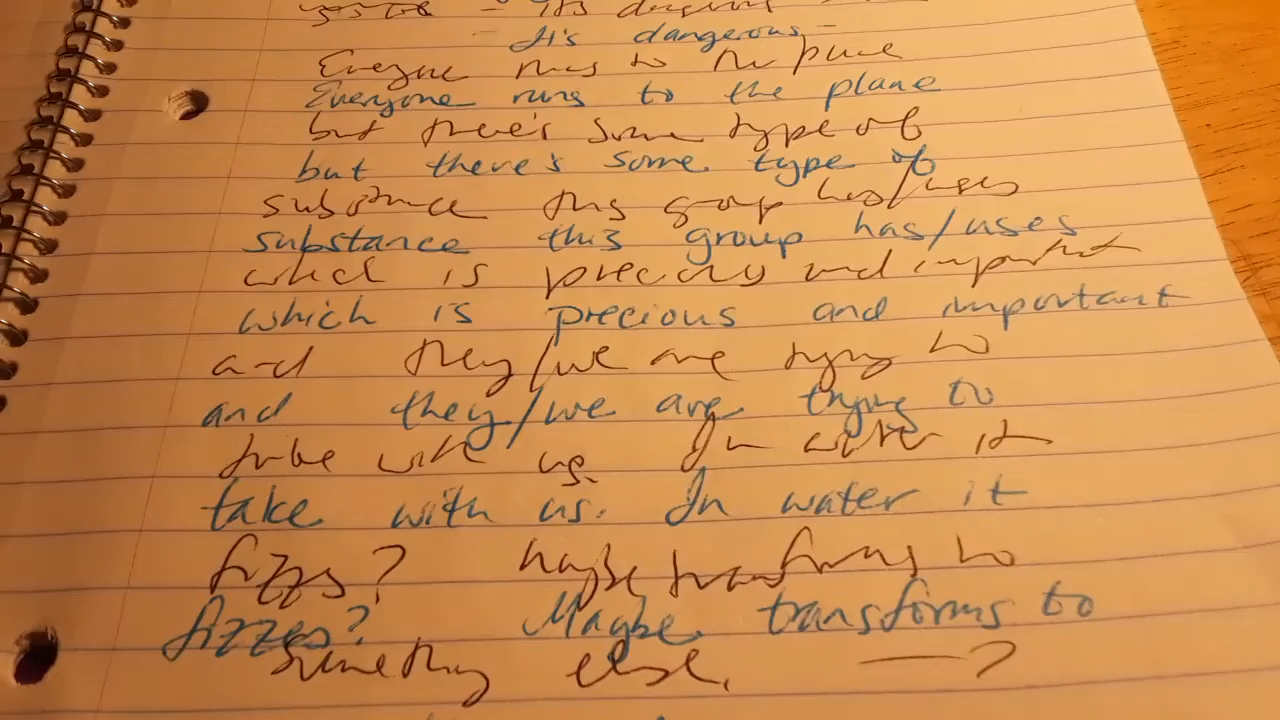 - It's dangerous
- It's dangerous -
Everyone runs to the plane
Everyone runs to the plane
but there's some type of
but there's some type of
substance this group has/uses
substance this group has/uses
which is precious and important
which is precious and important
and they/we are trying to
and they/we are trying to
take with us. In water it
take with us. In water it
fizzes? Maybe transforms to
fizzes? Maybe transforms to
something else. —?